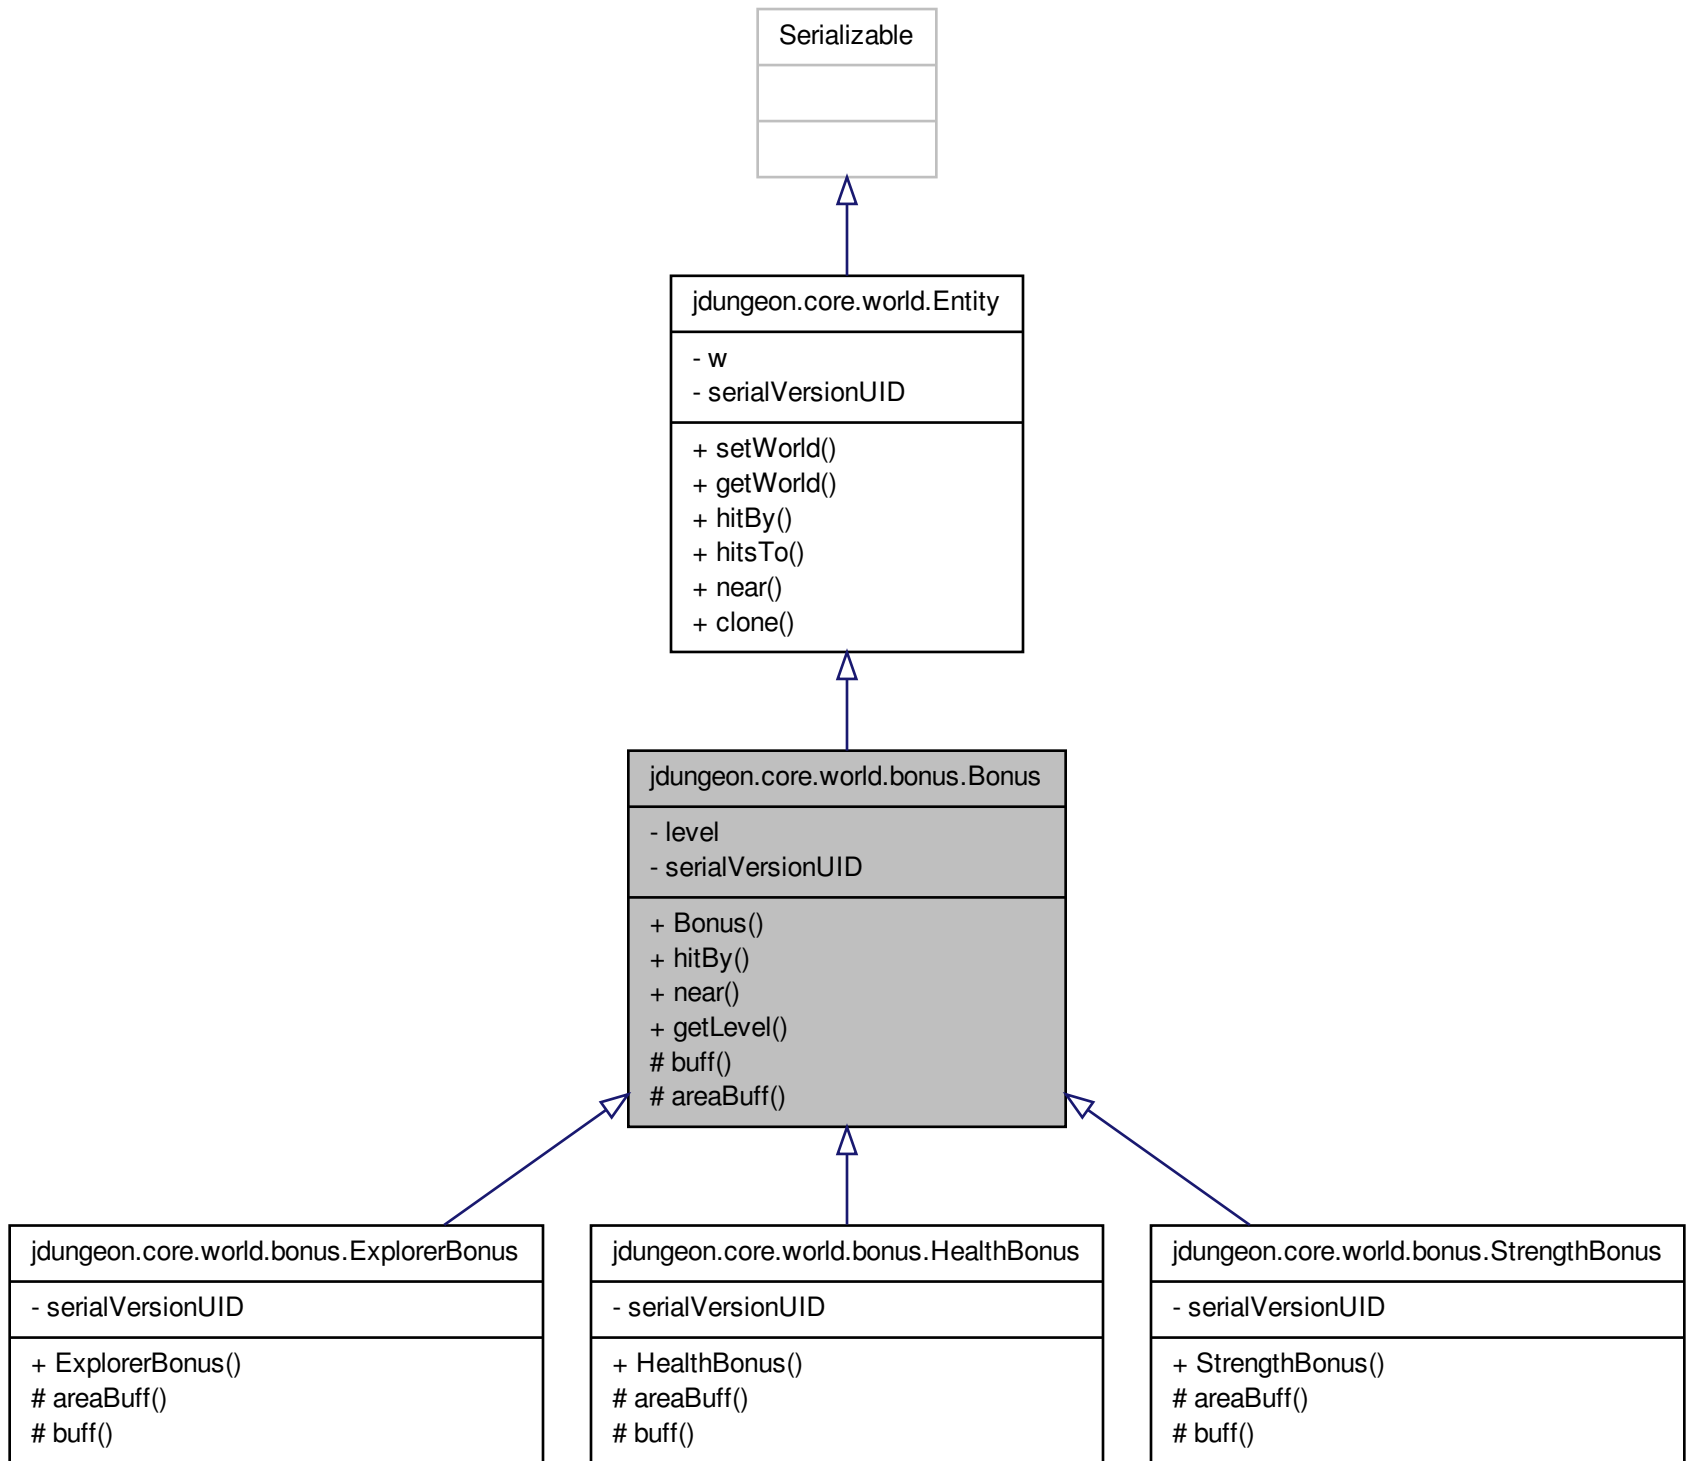 Serializable
jdungeon.core.world.Entity
- w
- serialVersionUID
+ setWorld()
+ getWorld()
+ hitBy()
+ hitsTo()
+ near()
+ clone()
jdungeon.core.world.bonus.Bonus
- level
- serialVersionUID
+ Bonus()
+ hitBy()
+ near()
+ getLevel()
# buff()
# areaBuff()
jdungeon.core.world.bonus.ExplorerBonus
- serialVersionUID
+ ExplorerBonus()
# areaBuff()
# buff()
jdungeon.core.world.bonus.HealthBonus
- serialVersionUID
+ HealthBonus()
# areaBuff()
# buff()
jdungeon.core.world.bonus.StrengthBonus
- serialVersionUID
+ StrengthBonus()
# areaBuff()
# buff()